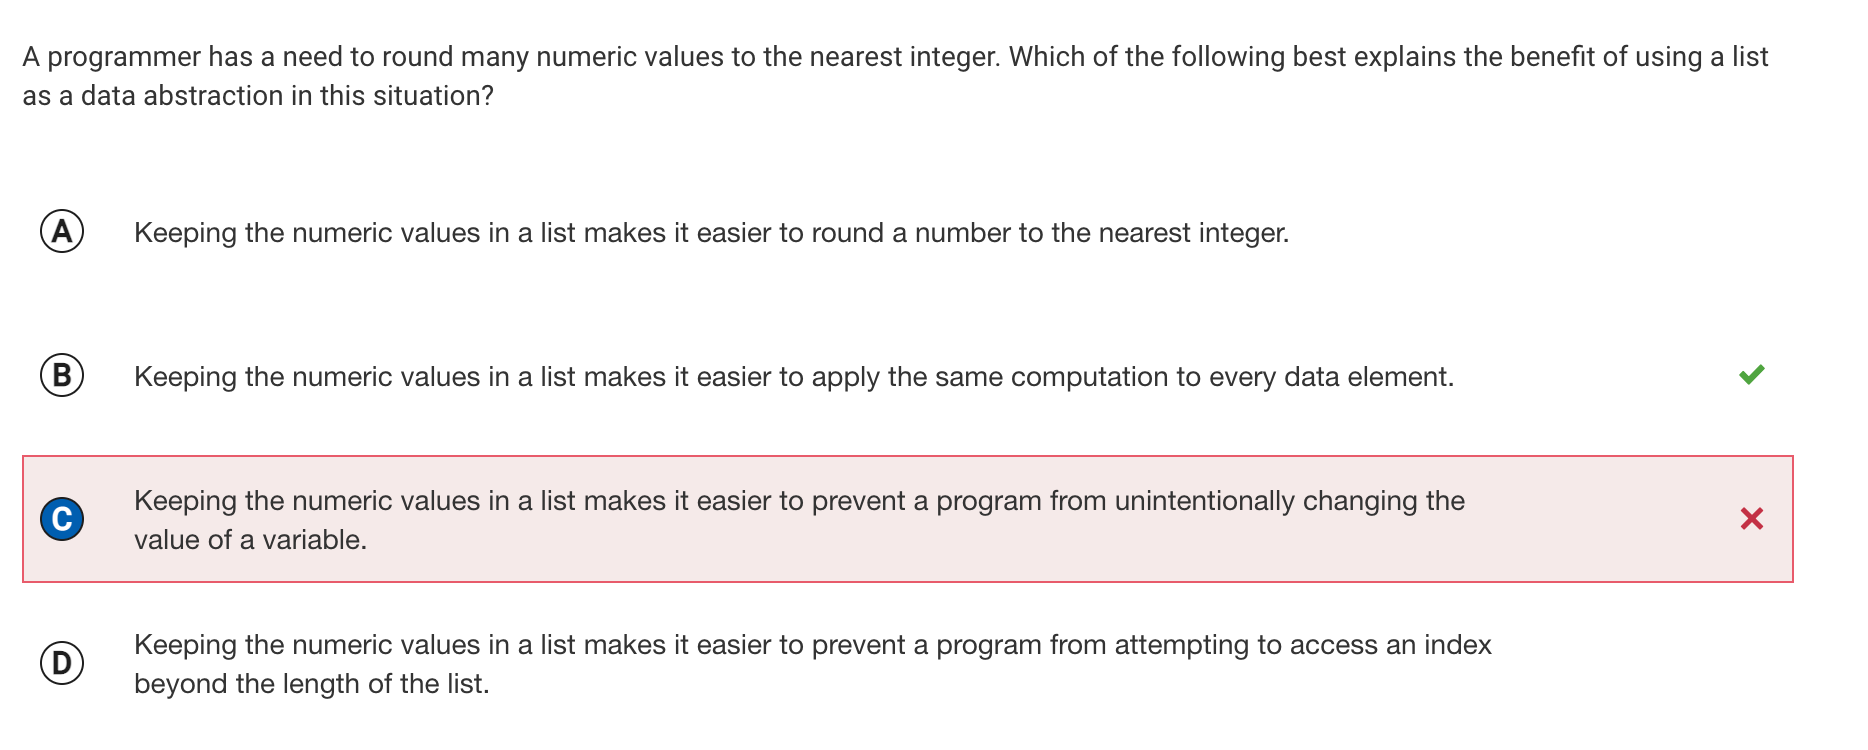 A programmer has a need to round many numeric values to the nearest integer. Which of the following best explains the benefit of using a list
as a data abstraction in this situation?
A Keeping the numeric values in a list makes it easier to round a number to the nearest integer.
B Keeping the numeric values in a list makes it easier to apply the same computation to every data element.
C Keeping the numeric values in a list makes it easier to prevent a program from unintentionally changing the
value of a variable.
D Keeping the numeric values in a list makes it easier to prevent a program from attempting to access an index
beyond the length of the list.